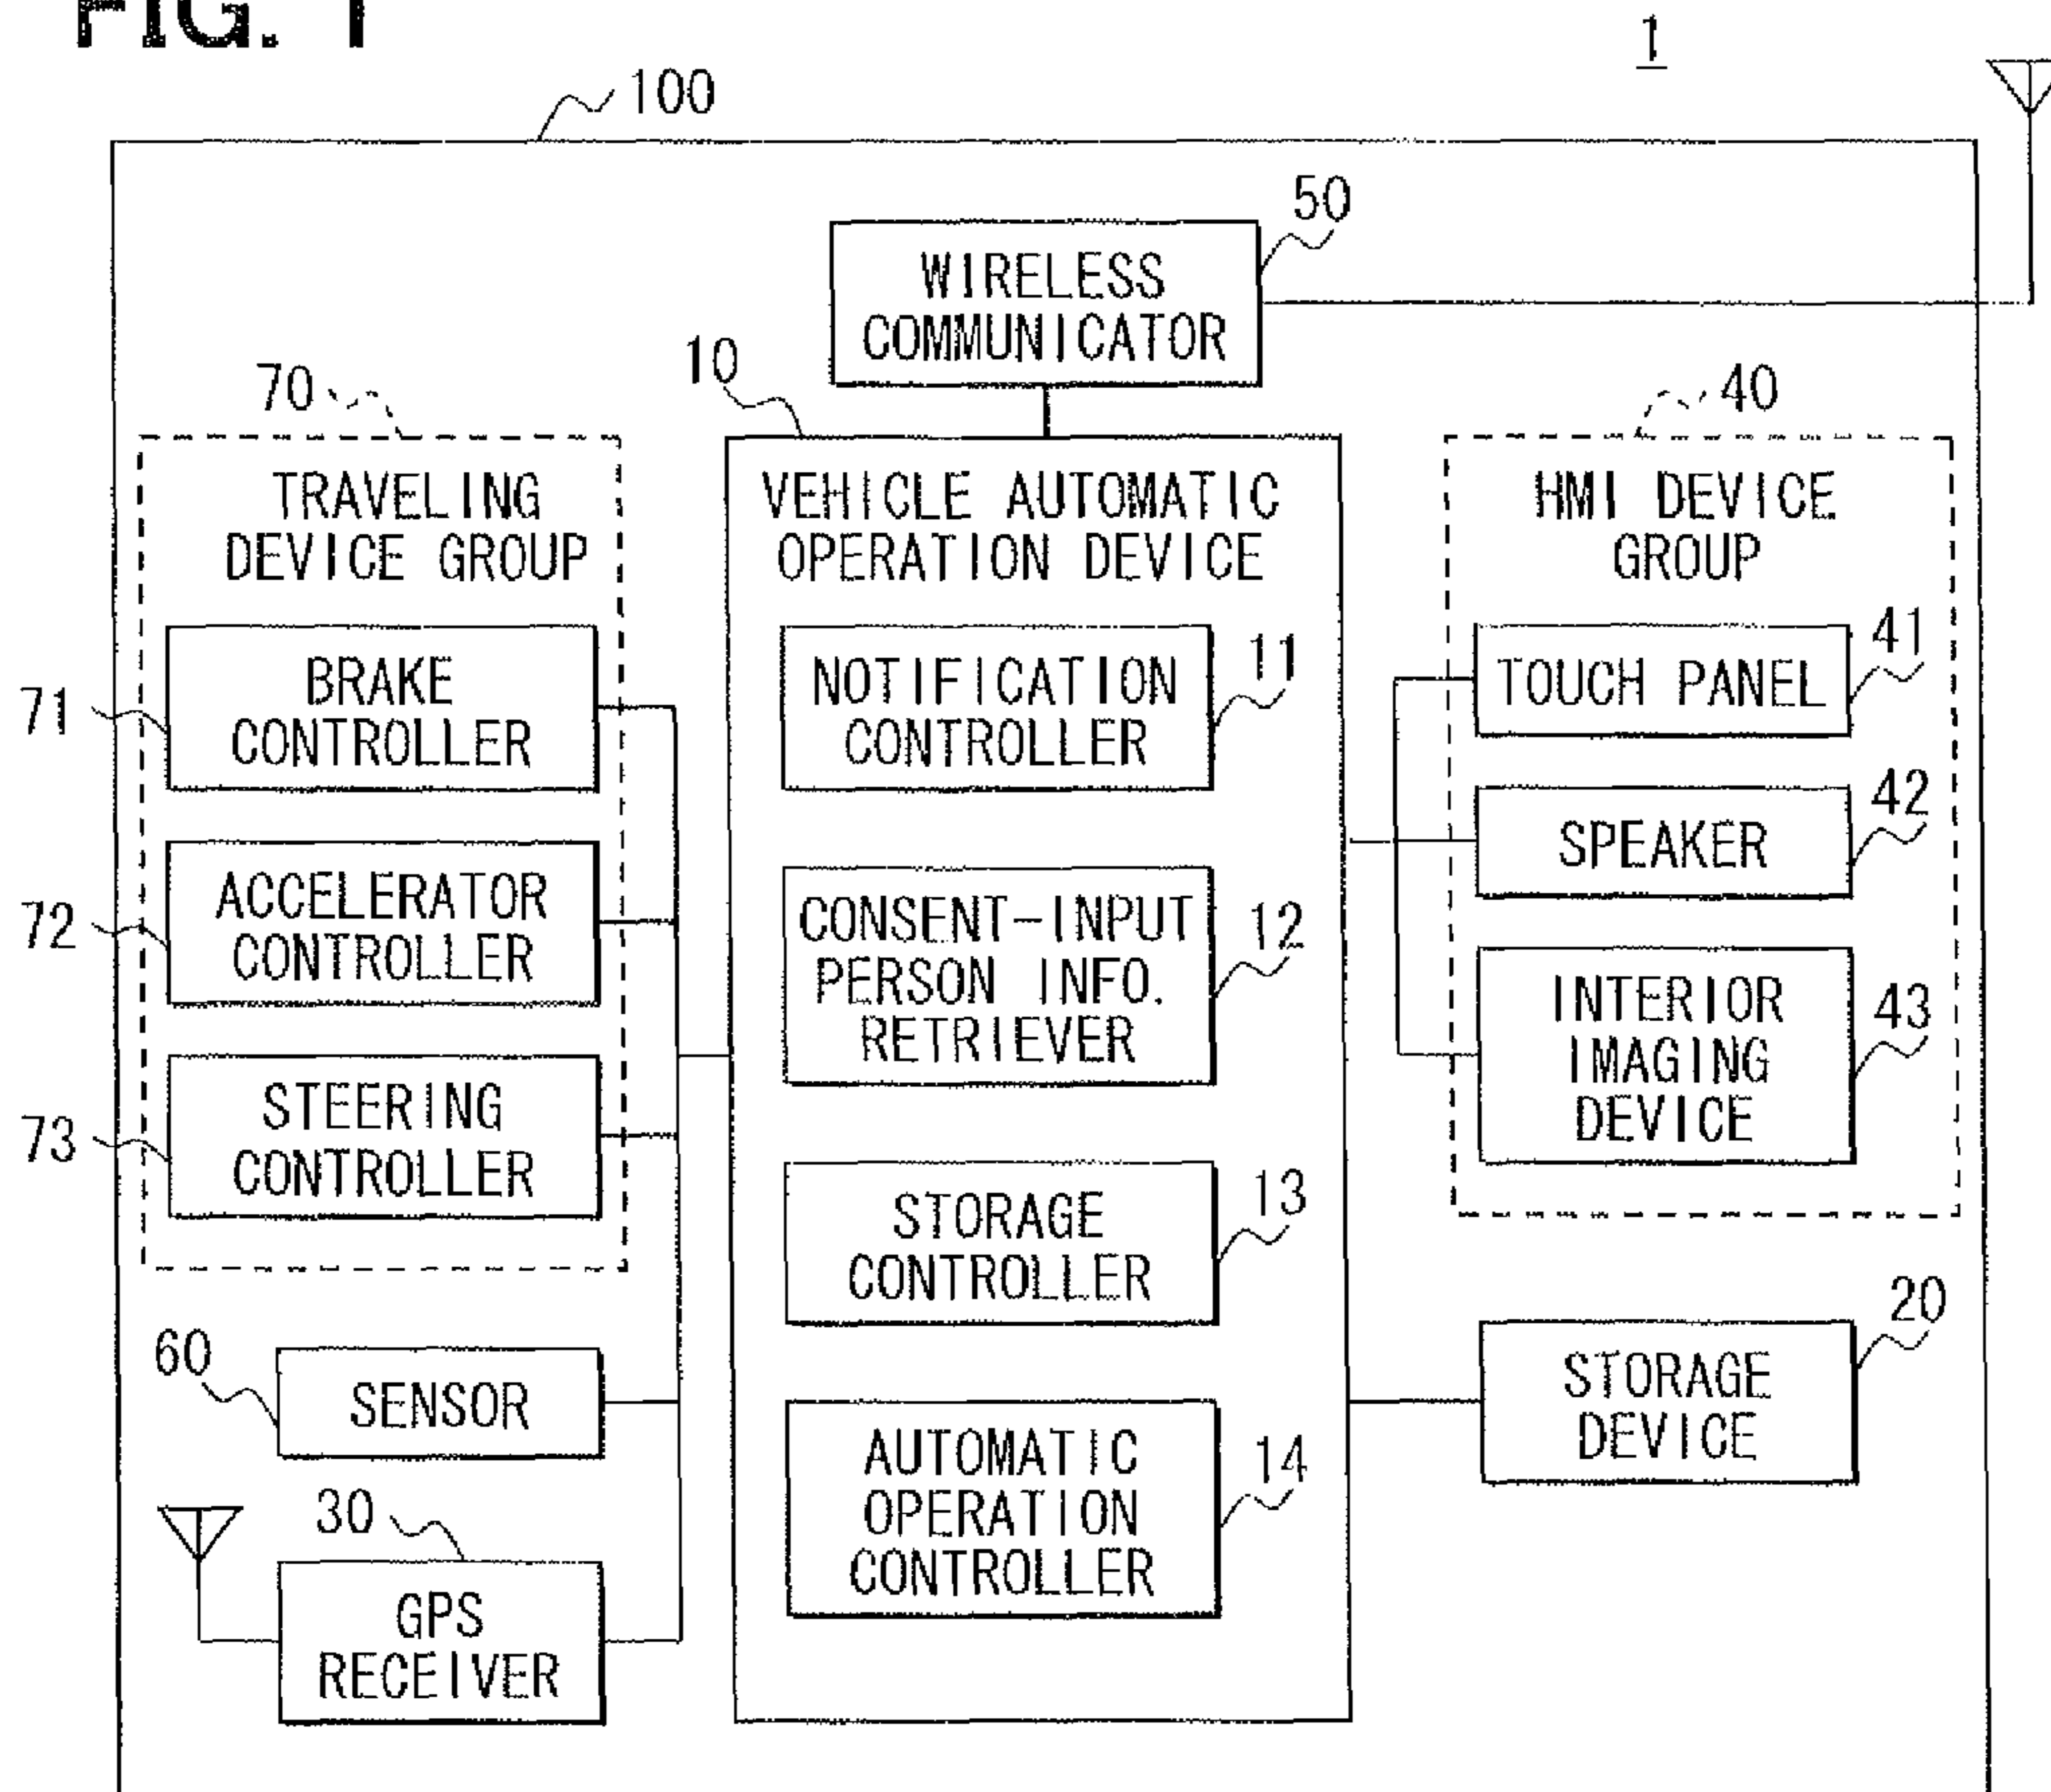 FIG. 1
1
100
50
WIRELESS
COMMUNICATOR
10
70
40
TRAVELING
DEVICE GROUP
VEHICLE AUTOMATIC
OPERATION DEVICE
HMI DEVICE
GROUP
71
BRAKE
CONTROLLER
72
ACCELERATOR
CONTROLLER
73
STEERING
CONTROLLER
60
SENSOR
30
GPS
RECEIVER
NOTIFICATION
CONTROLLER
11
CONSENT-INPUT
PERSON INFO.
RETRIEVER
12
STORAGE
CONTROLLER
13
AUTOMATIC
OPERATION
CONTROLLER
14
TOUCH PANEL
41
SPEAKER
42
INTERIOR
IMAGING
DEVICE
43
STORAGE
DEVICE
20